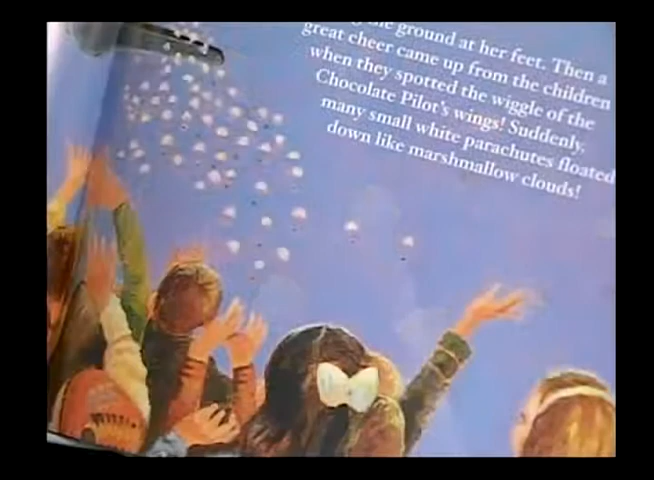 the ground at her feet. Then a
great cheer came up from the children
when they spotted the wiggle of the
Chocolate Pilot's wings! Suddenly,
many small white parachutes floated
down like marshmallow clouds!